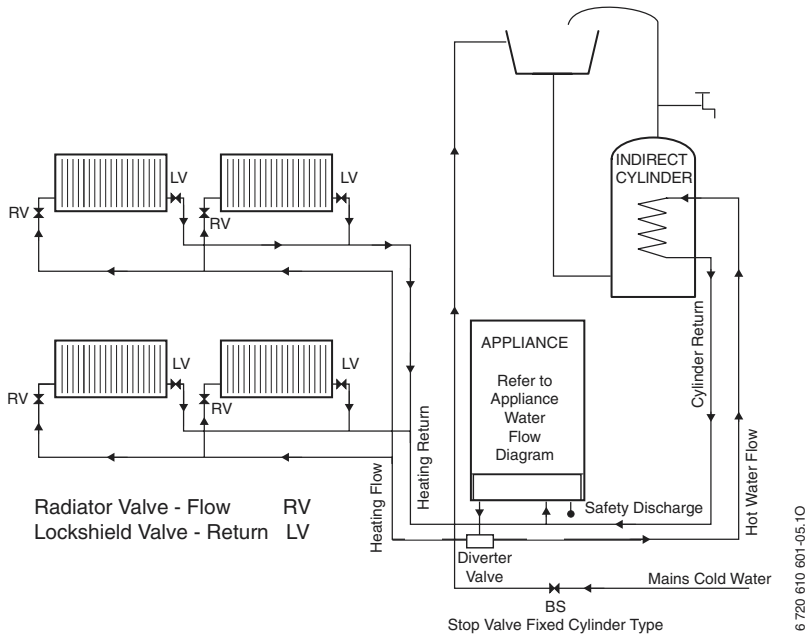 INDIRECT
CYLINDER
LV
LV
RV
RV
LV
LV
RV
RV
APPLIANCE
Refer to
Appliance
Water
Flow
Diagram
Cylinder Return
Hot Water Flow
Heating Return
Heating Flow
Safety Discharge
Radiator Valve - Flow RV
Lockshield Valve - Return LV
Diverter
Valve
Mains Cold Water
BS
Stop Valve Fixed Cylinder Type
6 720 610 601-05.1O